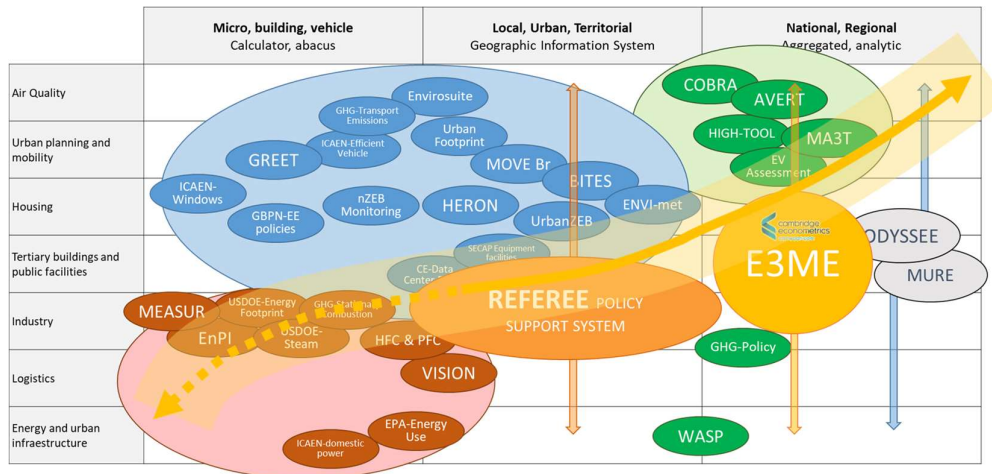 Micro, building, vehicle
Calculator, abacus
Local, Urban, Territorial
Geographic Information System
National, Regional
Aggregated, analytic
Air Quality
Envirosuite
COBRA
AVERT
GHG-Transport
Emissions
Urban planning and
mobility
Urban
Footprint
ICAEN-Efficient
Vehicle
HIGH-TOOL
MA3T
GREET
MOVE Br
EV
Assessment
Housing
BITES
ICAEN-
Windows
nZEB
Monitoring
HERON
ENVI-met
GBPN-EE
policies
UrbanZEB
cambridge
econometrics
ODYSSEE
Tertiary buildings and
public facilities
SECAP Equipment
facilities
CE-Data
Center
E3ME
MURE
Industry
MEASUR
USDOE-Energy
Footprint
GHG-Stational
Combustion
REFEREE POLICY
SUPPORT SYSTEM
EnPI
USDOE-
Steam
HFC & PFC
GHG-Policy
Logistics
VISION
Energy and urban
infraestructure
EPA-Energy
Use
ICAEN-domestic
power
WASP